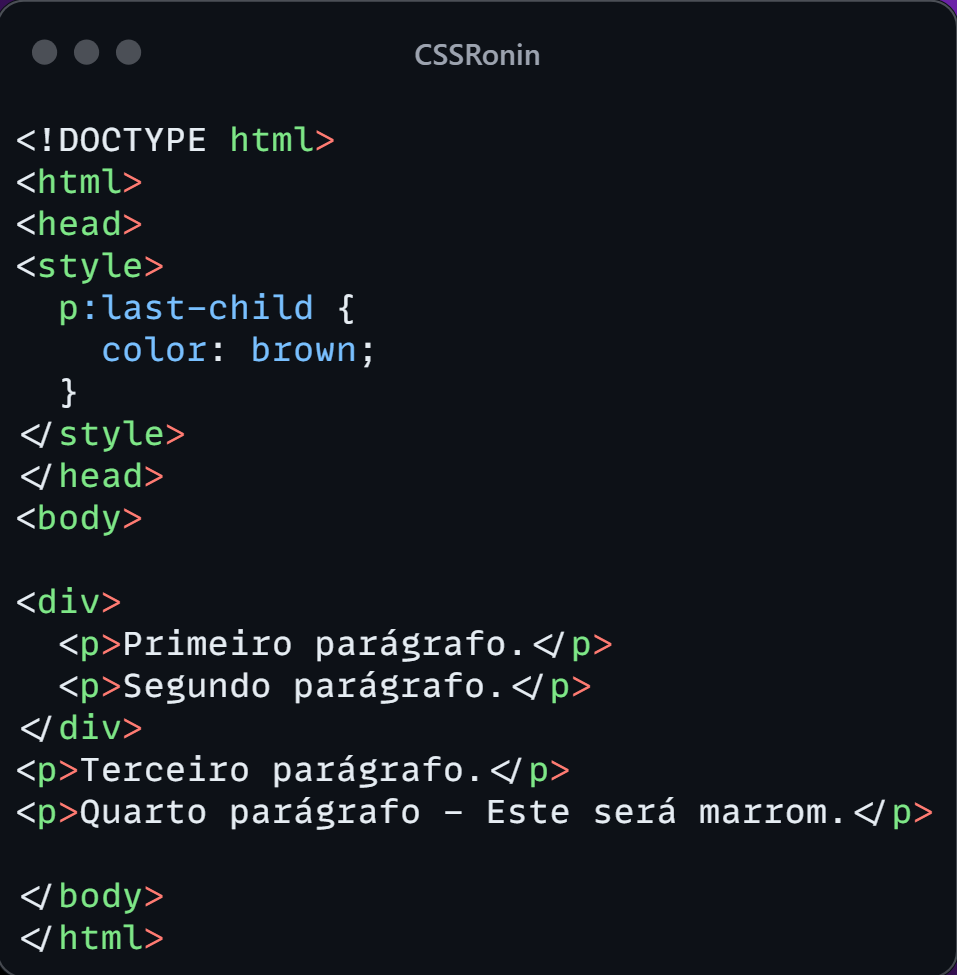 CSSRonin
<!DOCTYPE html>
<html>
<head>
<style>
  p:last-child {
    color: brown;
  }
</style>
</head>
<body>

<div>
  <p>Primeiro parágrafo.</p>
  <p>Segundo parágrafo.</p>
</div>
<p>Terceiro parágrafo.</p>
<p>Quarto parágrafo - Este será marrom.</p>

</body>
</html>